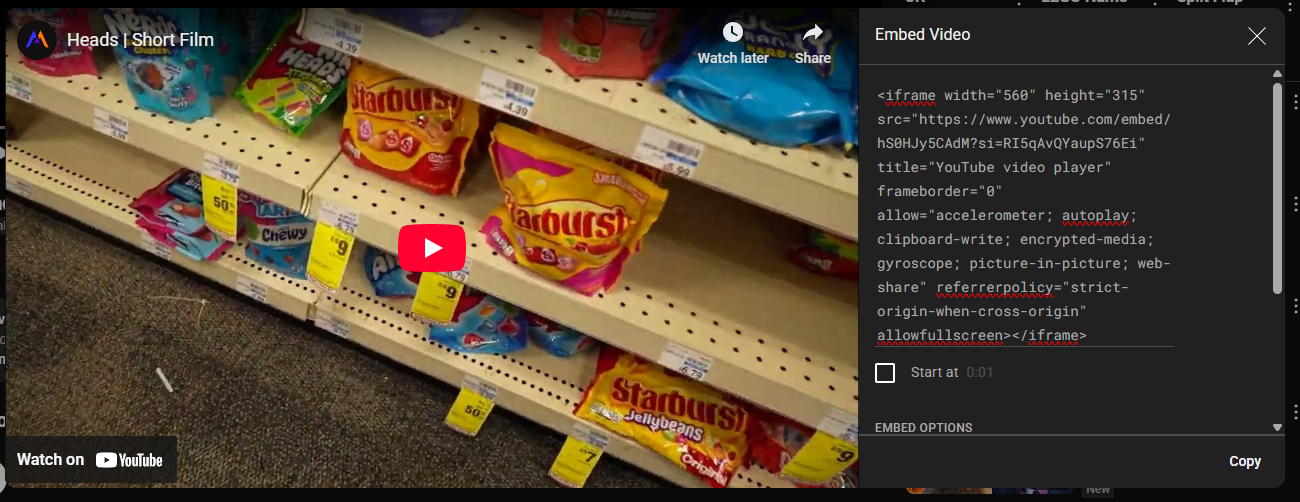 Heads | Short Film
Watch later
Share
Embed Video
<iframe width="560" height="315"
src="https://www.youtube.com/embed/
hS0HJy5CAdM?si=RI5qAvQYaupS76Ei"
title="YouTube video player"
frameborder="0"
allow="accelerometer; autoplay;
clipboard-write; encrypted-media;
gyroscope; picture-in-picture; web-
share" referrerpolicy="strict-
origin-when-cross-origin"
allowfullscreen></iframe>
Start at 0:01
EMBED OPTIONS
Copy
Watch on YouTube
4.39
Starburst
4.39
5.99
Starburst
50
9
Chewy
9
6.79
Starburst
Jellybeans
Original
50
7
9
New